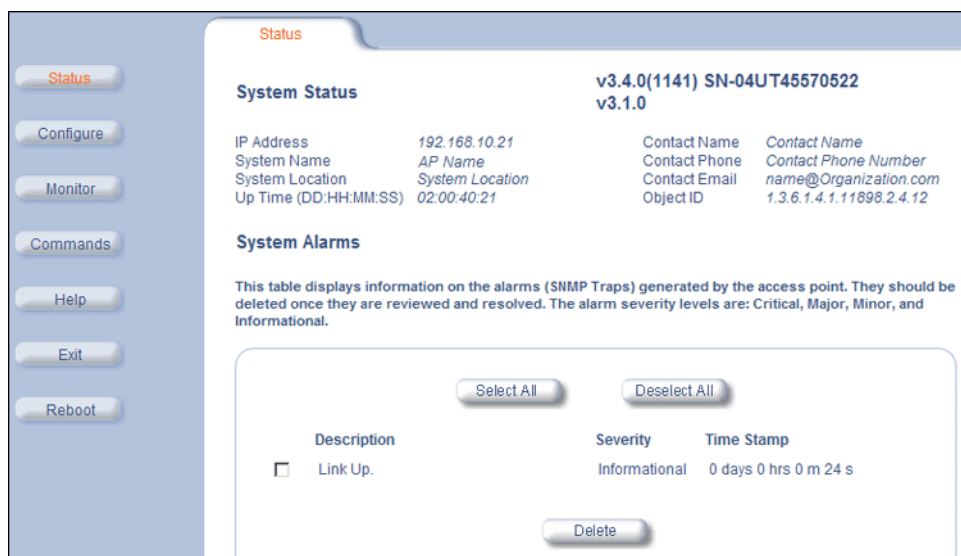 Status
Status
Configure
Monitor
Commands
Help
Exit
Reboot
System Status
v3.4.0(1141) SN-04UT45570522
v3.1.0
IP Address 192.168.10.21 Contact Name Contact Name
System Name AP Name Contact Phone Contact Phone Number
System Location System Location Contact Email name@Organization.com
Up Time (DD:HH:MM:SS) 02:00:40:21 Object ID 1.3.6.1.4.1.11898.2.4.12
System Alarms
This table displays information on the alarms (SNMP Traps) generated by the access point. They should be
deleted once they are reviewed and resolved. The alarm severity levels are: Critical, Major, Minor, and
Informational.
Select All Deselect All
Description Severity Time Stamp
Link Up. Informational 0 days 0 hrs 0 m 24 s
Delete